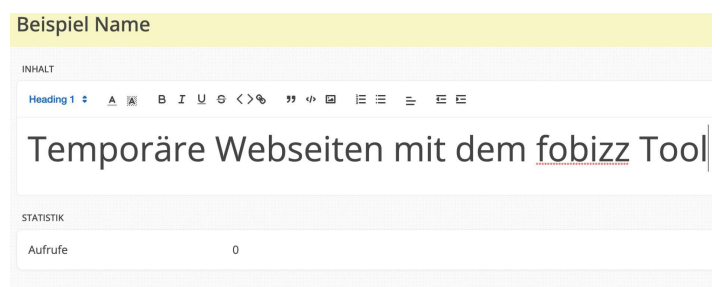 Beispiel Name
INHALT
Heading 1
Temporäre Webseiten mit dem fobizz Tool
STATISTIK
Aufrufe 0